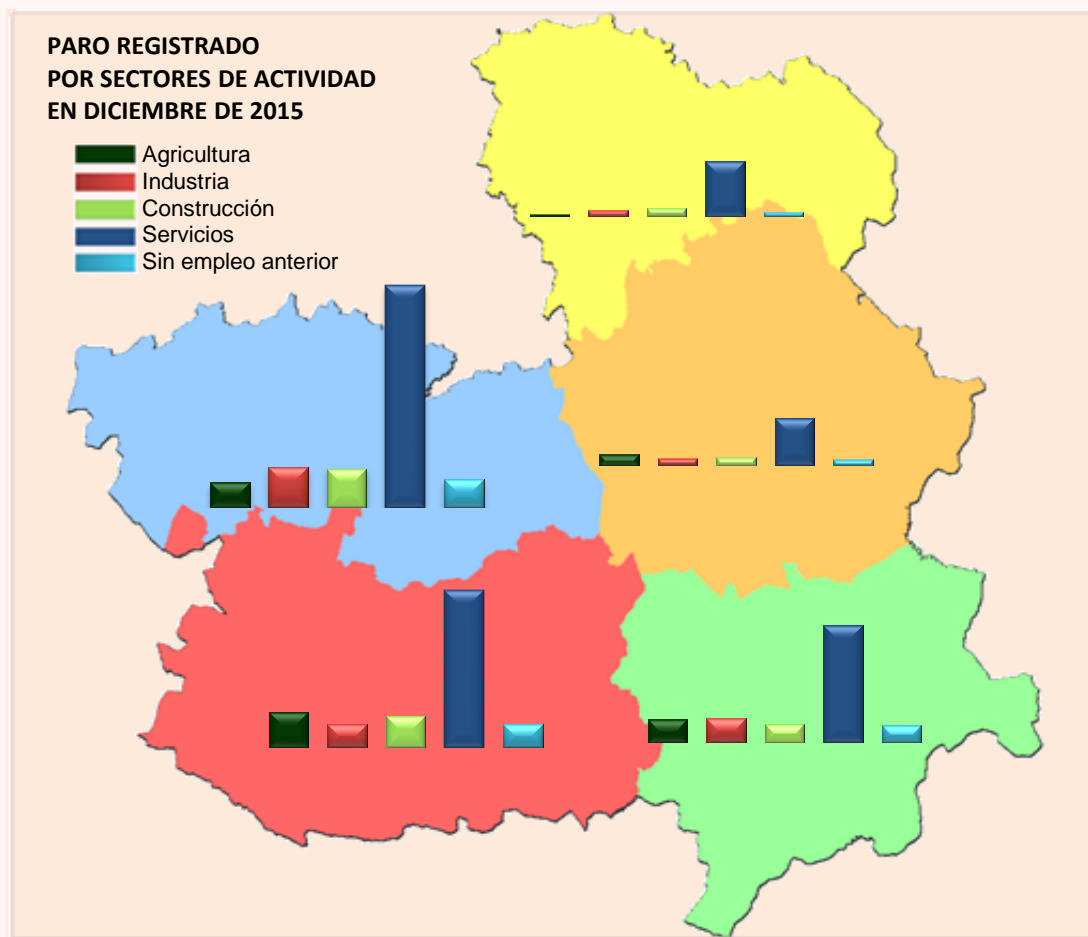 PARO REGISTRADO
POR SECTORES DE ACTIVIDAD
EN DICIEMBRE DE 2015
Agricultura
Industria
Construcción
Servicios
Sin empleo anterior